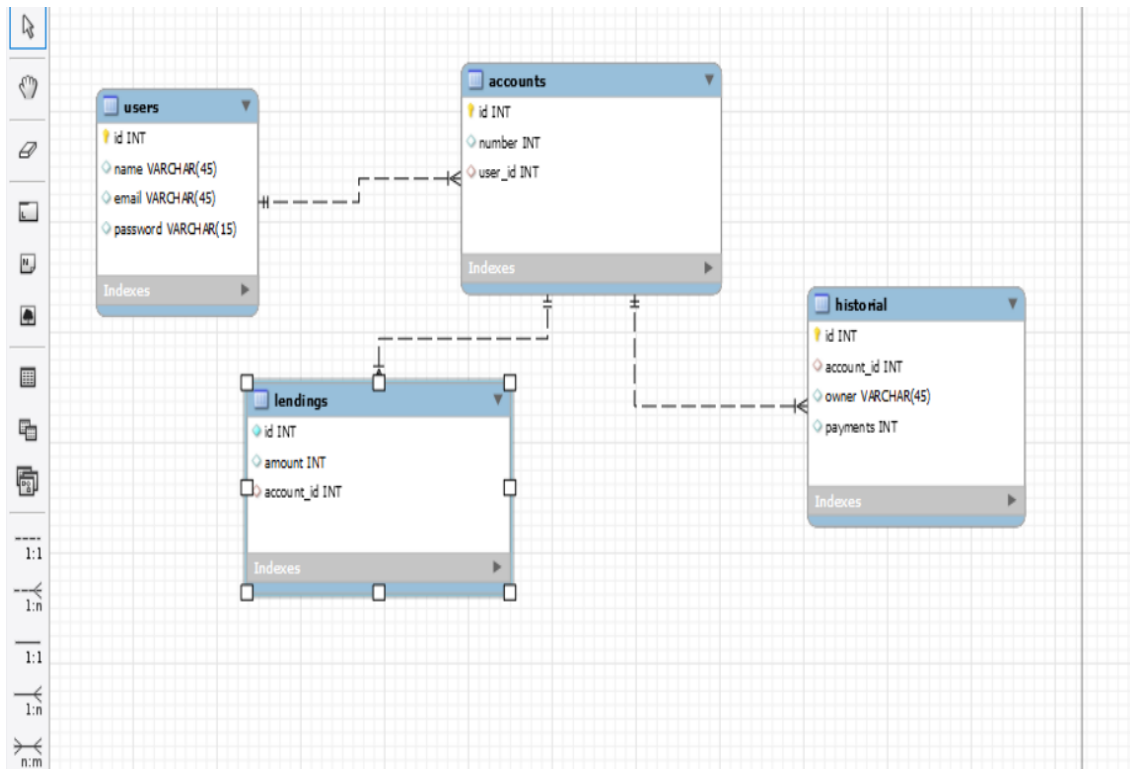 users
id INT
name VARCHAR(45)
email VARCHAR(45)
password VARCHAR(15)
Indexes
accounts
id INT
number INT
user_id INT
Indexes
lendings
id INT
amount INT
account_id INT
Indexes
historial
id INT
account_id INT
owner VARCHAR(45)
payments INT
Indexes
1:1
1:n
1:1
1:n
n:m